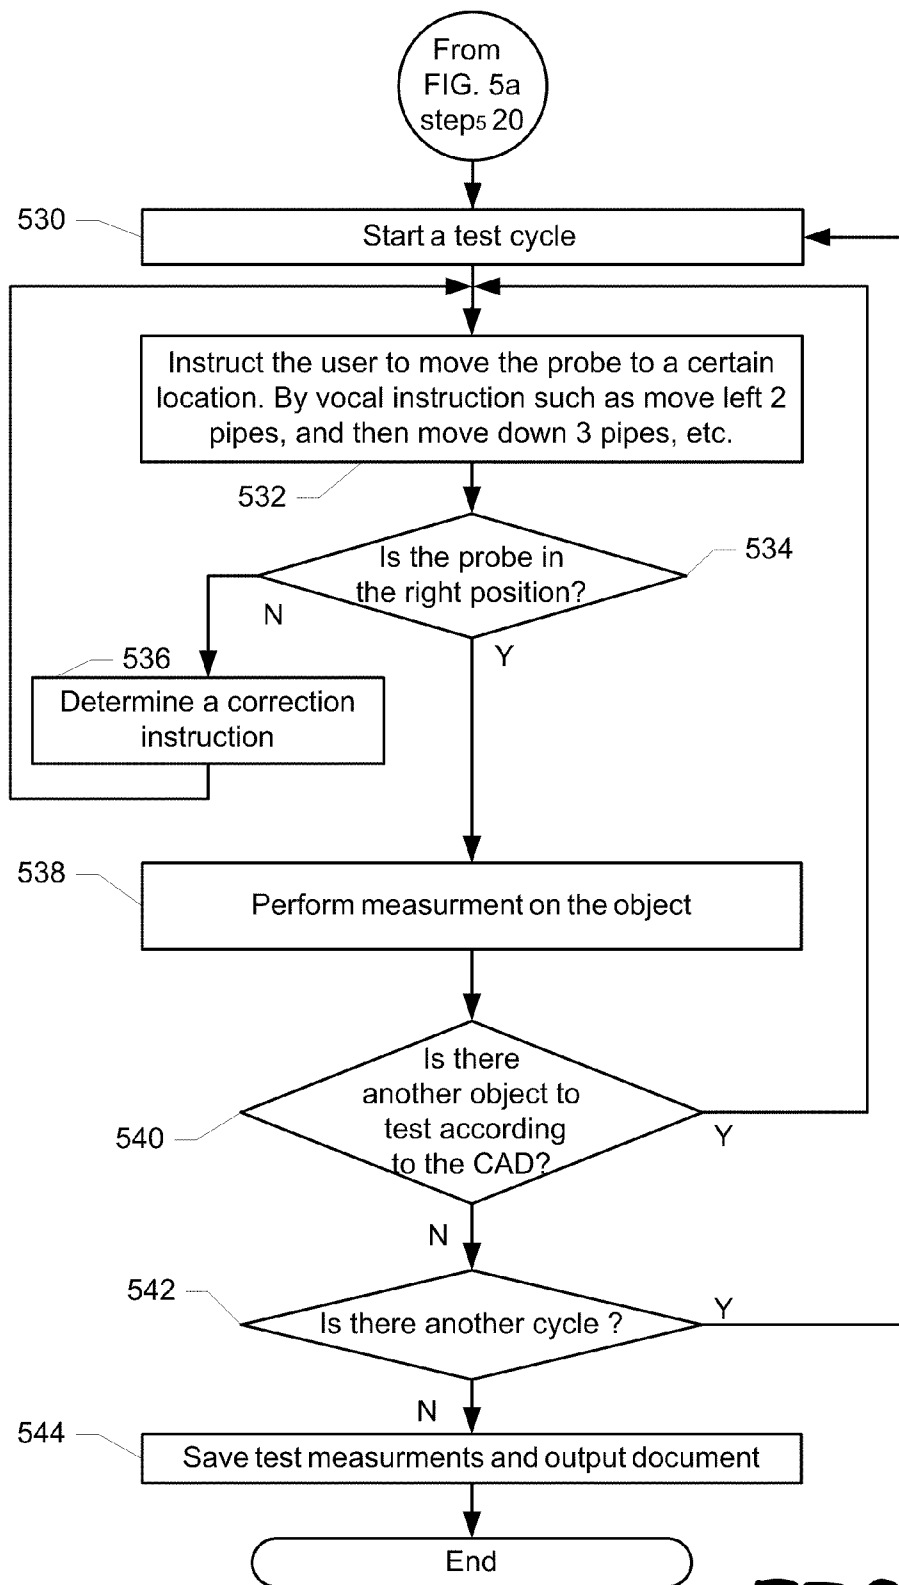 From
FIG. 5a
step5 20
530
Start a test cycle
Instruct the user to move the probe to a certain
location. By vocal instruction such as move left 2
pipes, and then move down 3 pipes, etc.
532
Is the probe in
the right position?
534
N
Y
536
Determine a correction
instruction
538
Perform measurment on the object
Is there
another object to
test according
to the CAD?
540
Y
N
542
Is there another cycle ?
Y
N
544
Save test measurments and output document
End